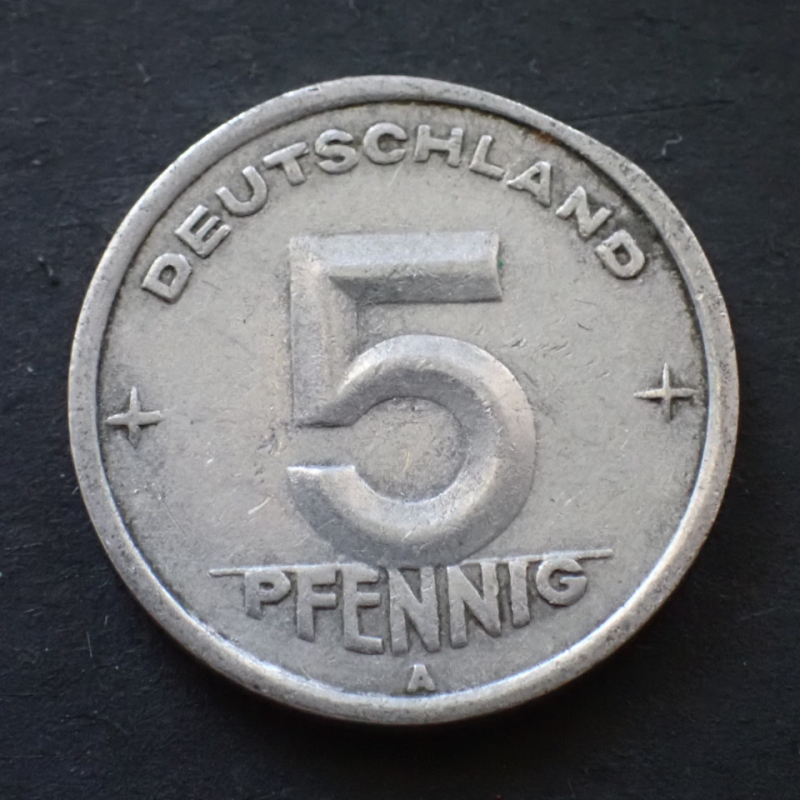 DEUTSCHLAND
5
PFENNIG
A